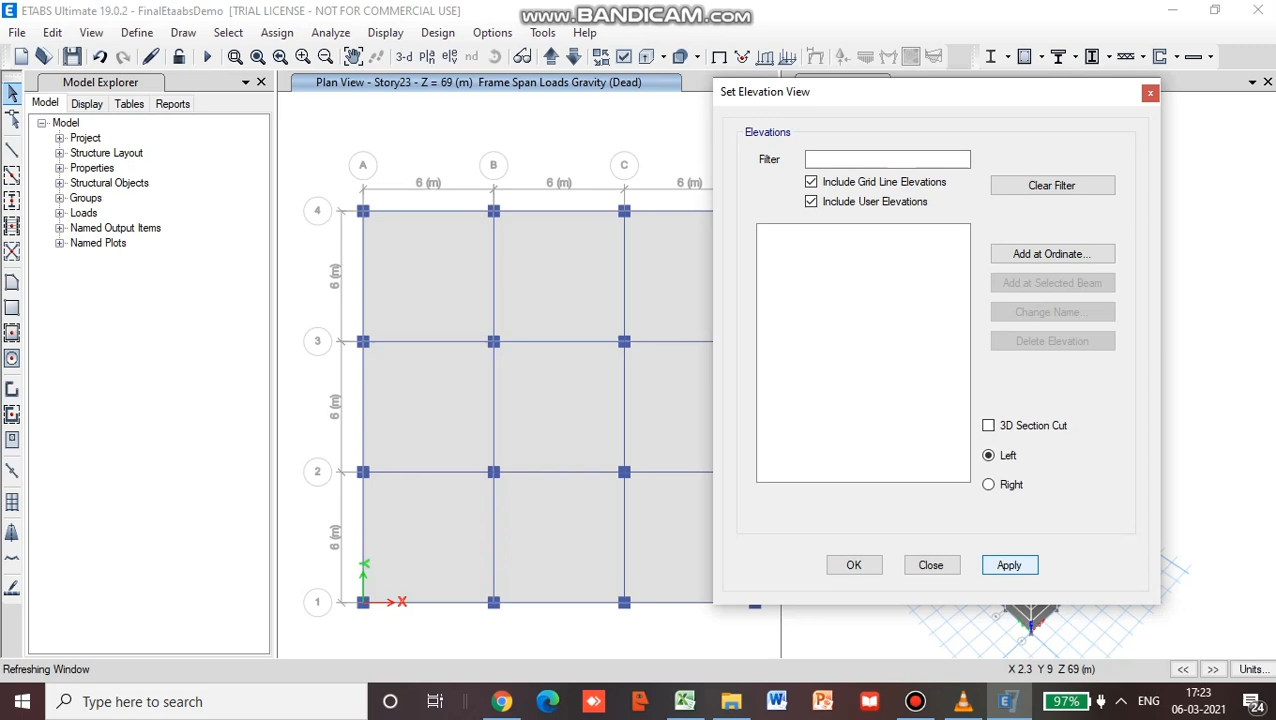 ETABS Ultimate 19.0.2 - FinalEtaabsDemo [TRIAL LICENSE - NOT FOR COMMERCIAL USE]
www.BANDICAM.com
File Edit View Define Draw Select Assign Analyze Display Design Options Tools Help
3-d pl͏an elev nd
Model Explorer
Plan View - Story23 - Z = 69 (m) Frame Span Loads Gravity (Dead)
Model Display Tables Reports
Model
Project
Structure Layout
Properties
Structural Objects
Groups
Loads
Named Output Items
Named Plots
A B C
6 (m) 6 (m) 6 (m)
4
6 (m)
3
6 (m)
2
6 (m)
1
X
Y
Set Elevation View
Elevations
Filter
Include Grid Line Elevations
Include User Elevations
Clear Filter
Add at Ordinate...
Add at Selected Beam
Change Name...
Delete Elevation
3D Section Cut
Left
Right
OK Close Apply
Refreshing Window
X 2.3 Y 9 Z 69 (m)
<< >> Units...
Type here to search
97%
ENG
17:23
06-03-2021
24